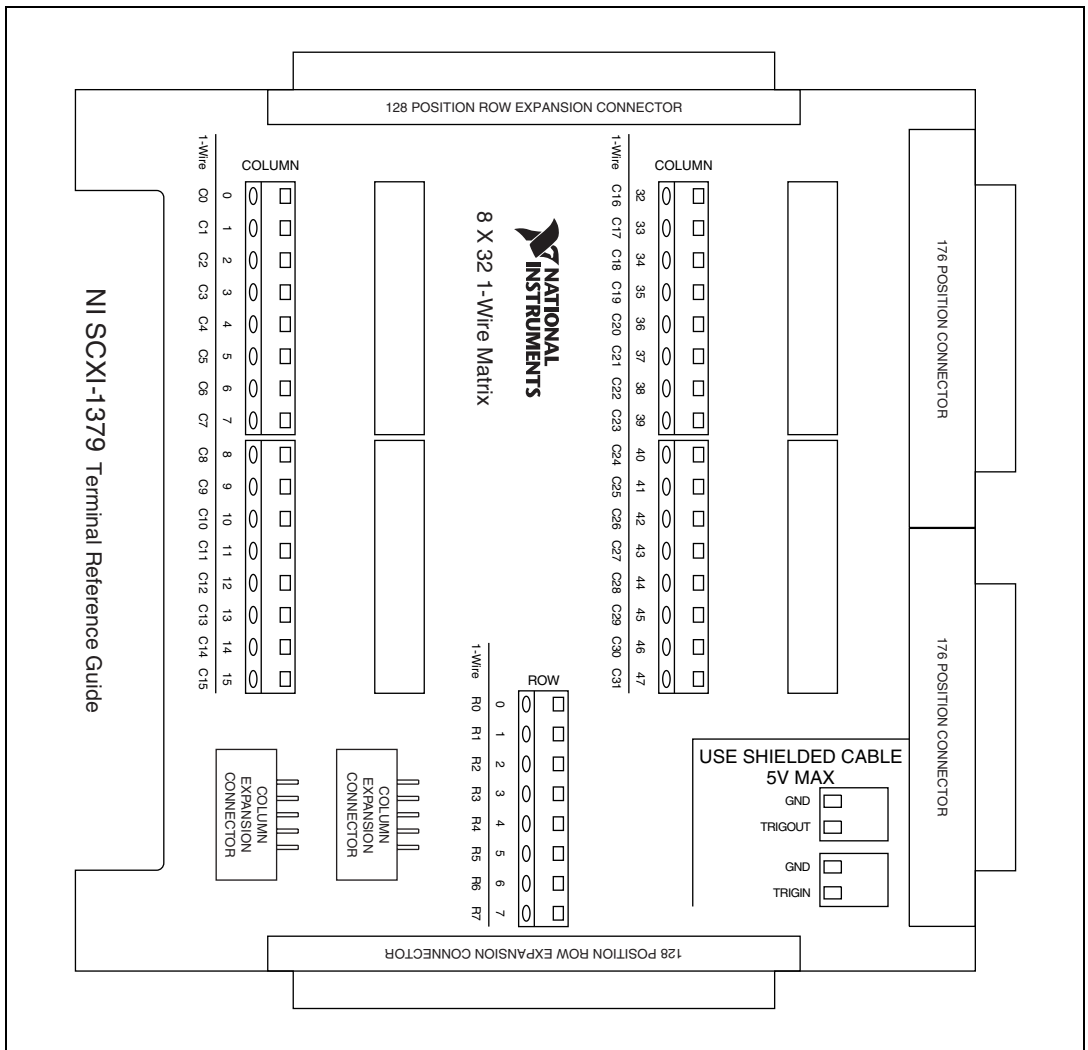 128 POSITION ROW EXPANSION CONNECTOR
NI SCXI-1379 Terminal Reference Guide
1-Wire
COLUMN
C0 0
C1 1
C2 2
C3 3
C4 4
C5 5
C6 6
C7 7
C8 8
C9 9
C10 10
C11 11
C12 12
C13 13
C14 14
C15 15
NATIONAL
INSTRUMENTS
8 X 32 1-Wire Matrix
1-Wire
COLUMN
C16 32
C17 33
C18 34
C19 35
C20 36
C21 37
C22 38
C23 39
C24 40
C25 41
C26 42
C27 43
C28 44
C29 45
C30 46
C31 47
176 POSITION CONNECTOR
176 POSITION CONNECTOR
1-Wire
ROW
R0 0
R1 1
R2 2
R3 3
R4 4
R5 5
R6 6
R7 7
COLUMN
EXPANSION
CONNECTOR
COLUMN
EXPANSION
CONNECTOR
USE SHIELDED CABLE
5V MAX
GND
TRIGOUT
GND
TRIGIN
128 POSITION ROW EXPANSION CONNECTOR